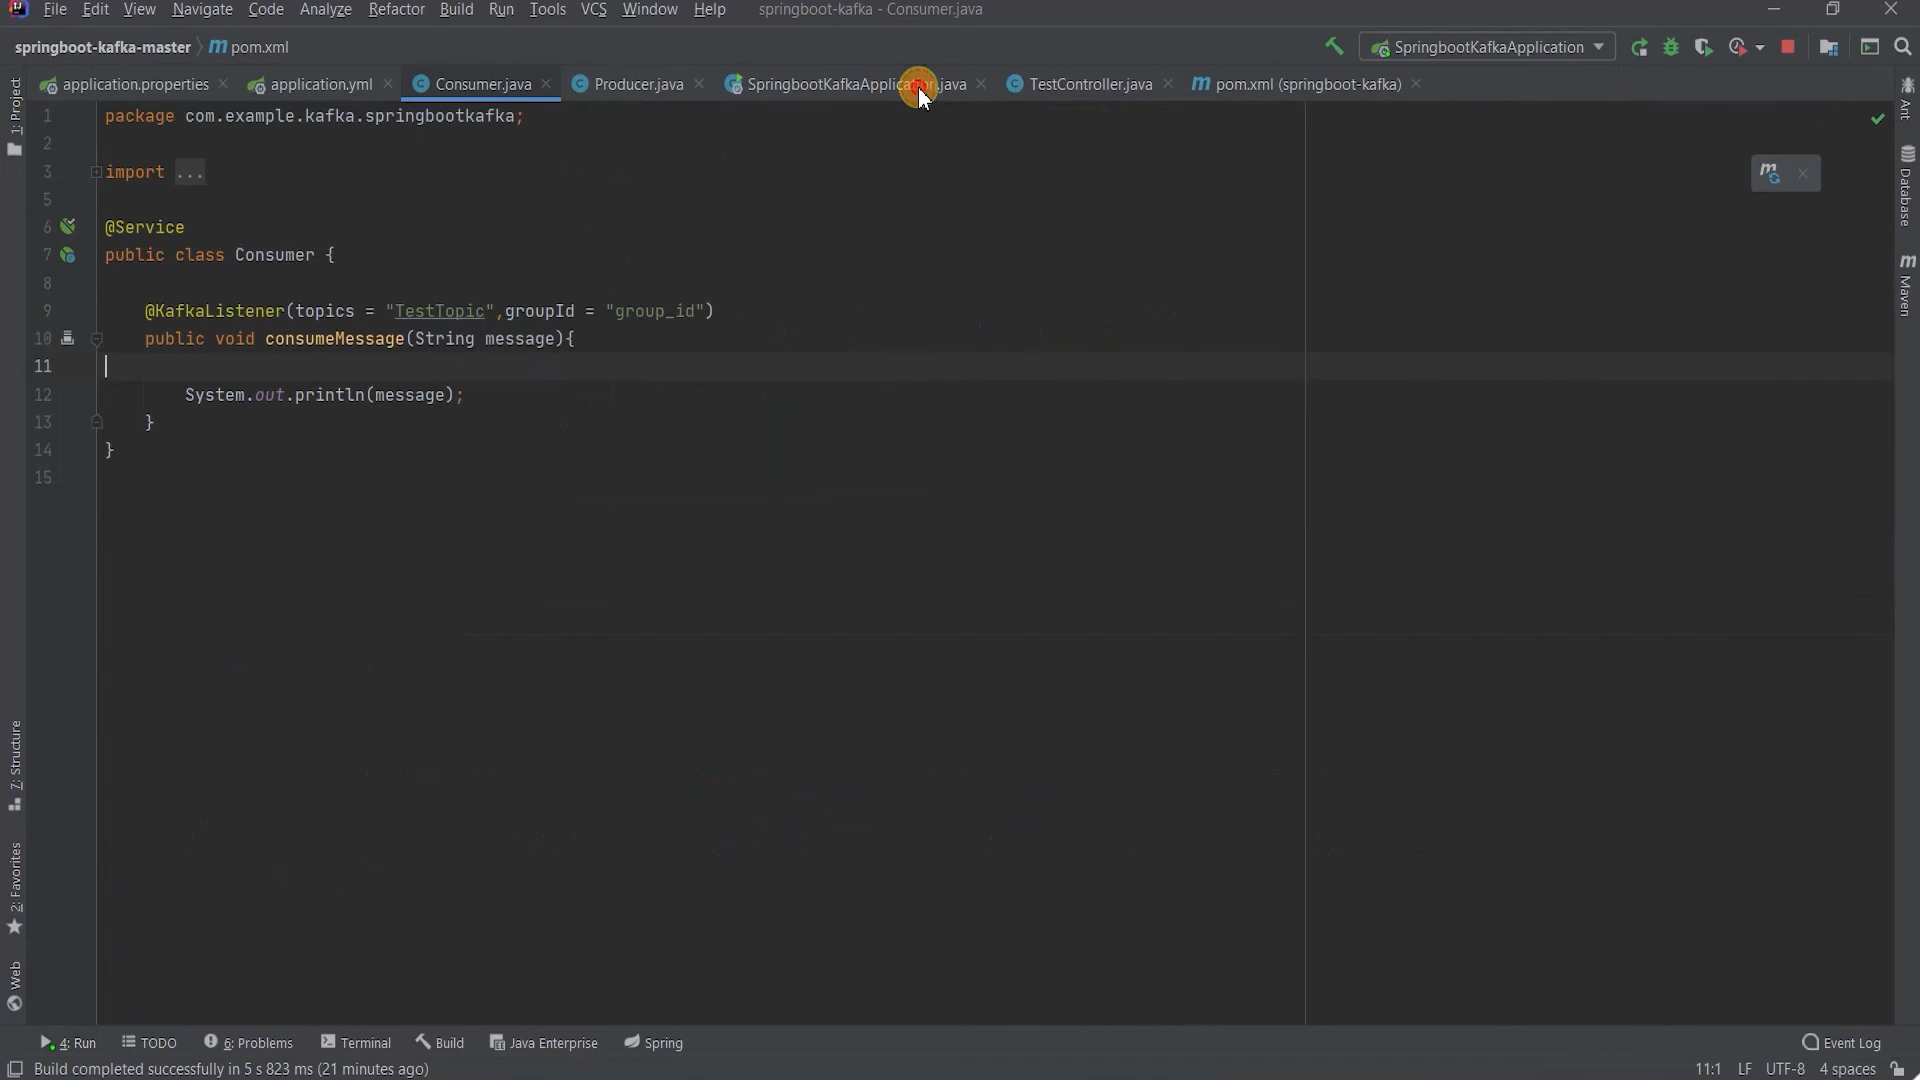 File Edit View Navigate Code Analyze Refactor Build Run Tools VCS Window Help springboot-kafka - Consumer.java
springboot-kafka-master pom.xml SpringbootKafkaApplication
application.properties application.yml Consumer.java Producer.java SpringbootKafkaApplication.java TestController.java pom.xml (springboot-kafka)
1: Project
Ant
Database
Maven
1 package com.example.kafka.springbootkafka;
2
3 import ...
5
6 @Service
7 public class Consumer {
8
9 @KafkaListener(topics = "TestTopic",groupId = "group_id")
10 public void consumeMessage(String message){
11
12 System.out.println(message);
13 }
14 }
15
7: Structure
2: Favorites
Web
4: Run TODO 6: Problems Terminal Build Java Enterprise Spring Event Log
Build completed successfully in 5 s 823 ms (21 minutes ago) 11:1 LF UTF-8 4 spaces